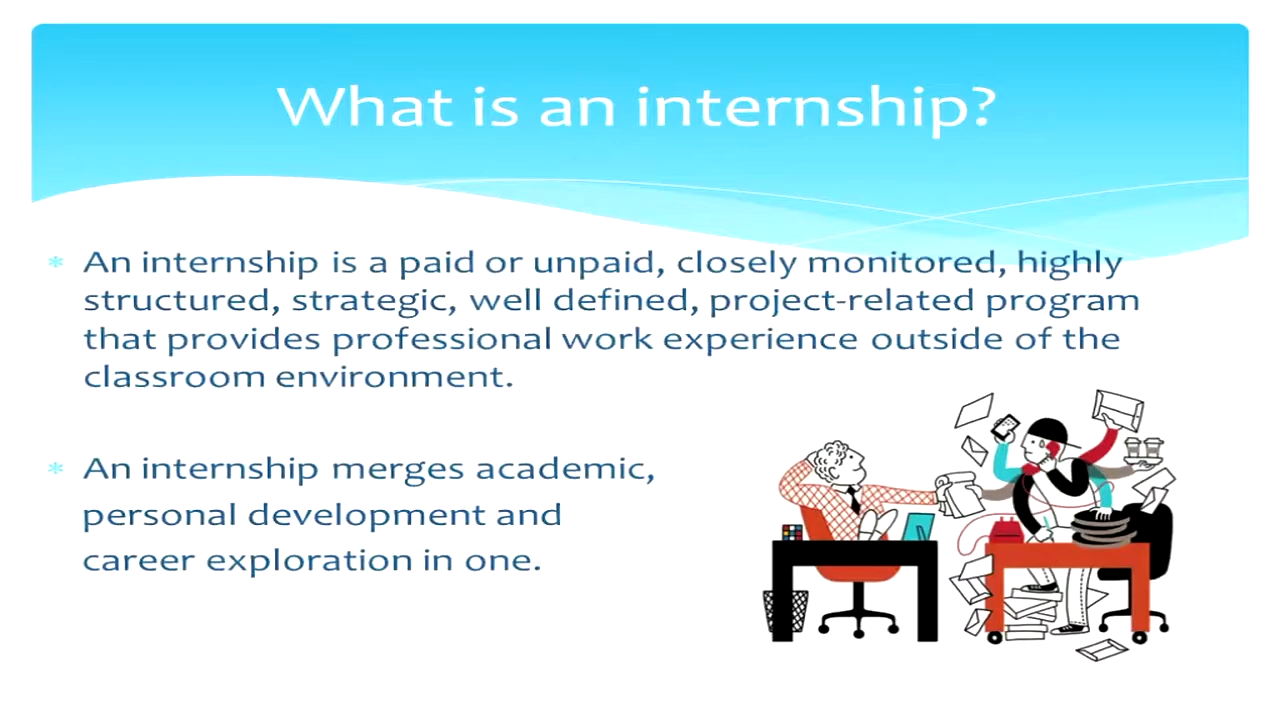 What is an internship?
* An internship is a paid or unpaid, closely monitored, highly
structured, strategic, well defined, project-related program
that provides professional work experience outside of the
classroom environment.
* An internship merges academic,
personal development and
career exploration in one.